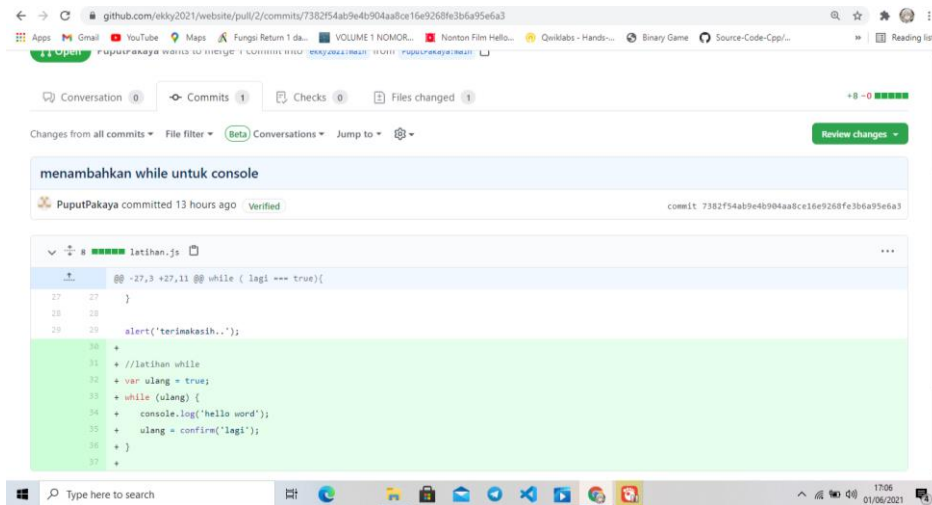 github.com/ekky2021/website/pull/2/commits/7382f54ab9e4b904aa8ce16e9268fe3b6a95e6a3
Apps Gmail YouTube Maps Fungsi Return 1 da... VOLUME 1 NOMOR... Nonton Film Hello... Qwiklabs - Hands-... Binary Game Source-Code-Cpp/... » Reading list
Open PuputPakaya wants to merge 1 commit into ekky2021:main from PuputPakaya:main
Conversation 0 Commits 1 Checks 0 Files changed 1 +8 −0
Changes from all commits File filter Beta Conversations Jump to Review changes
menambahkan while untuk console
PuputPakaya committed 13 hours ago Verified commit 7382f54ab9e4b904aa8ce16e9268fe3b6a95e6a3
8 latihan.js ...
@@ -27,3 +27,11 @@ while ( lagi === true){
27 27 }
28 28
29 29 alert('terimakasih..');
30 +
31 + //latihan while
32 + var ulang = true;
33 + while (ulang) {
34 + console.log('hello word');
35 + ulang = confirm('lagi');
36 + }
37 +
Type here to search 17:06
01/06/2021